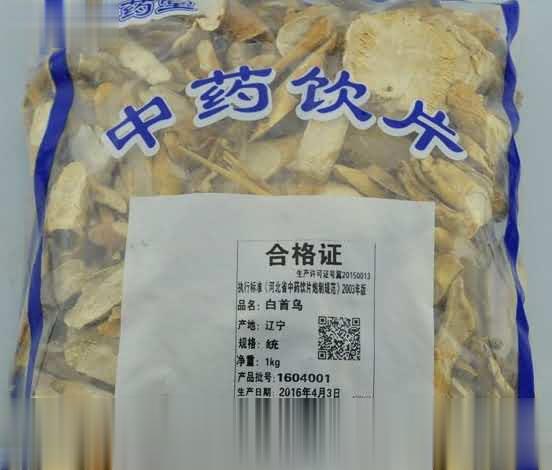 中药饮片
合格证
生产许可证号冀20150013
执行标准《河北省中药饮片炮制规范》2003年版
品名：白首乌
产地：辽宁
规格：统
净重：1kg
产品批号：1604001
生产日期：2016年4月3日